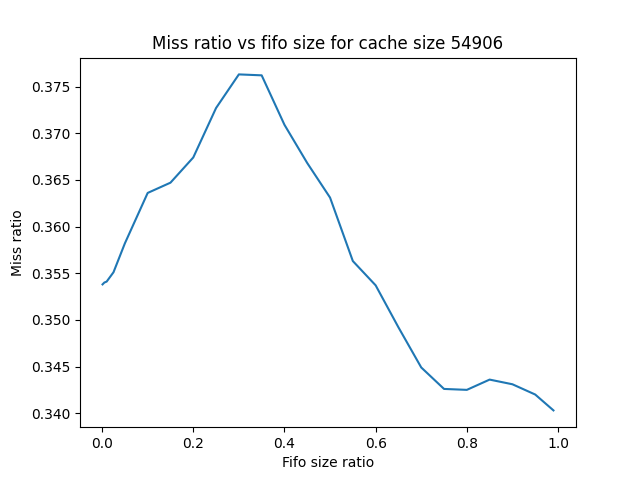 Miss ratio vs fifo size for cache size 54906
Miss ratio
0.375
0.370
0.365
0.360
0.355
0.350
0.345
0.340
0.0 0.2 0.4 0.6 0.8 1.0
Fifo size ratio